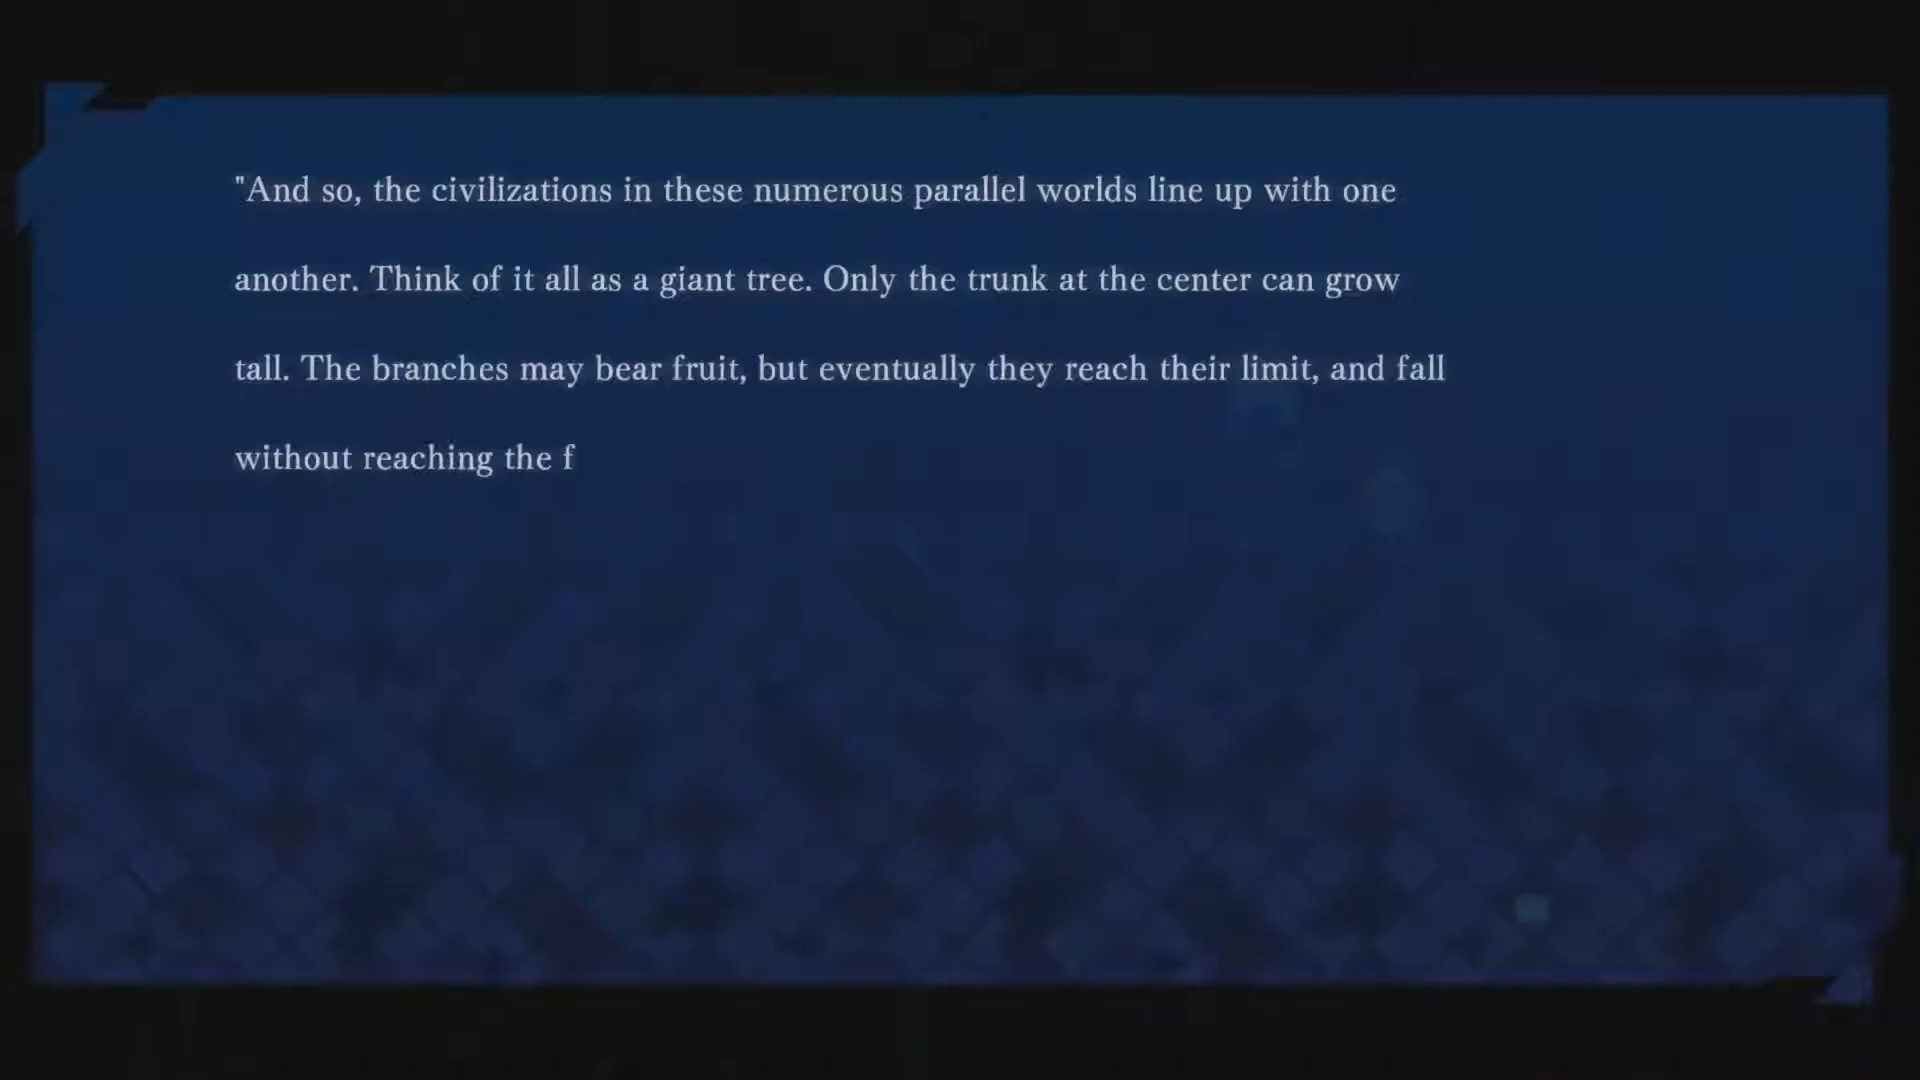 "And so, the civilizations in these numerous parallel worlds line up with one
another. Think of it all as a giant tree. Only the trunk at the center can grow
tall. The branches may bear fruit, but eventually they reach their limit, and fall
without reaching the f